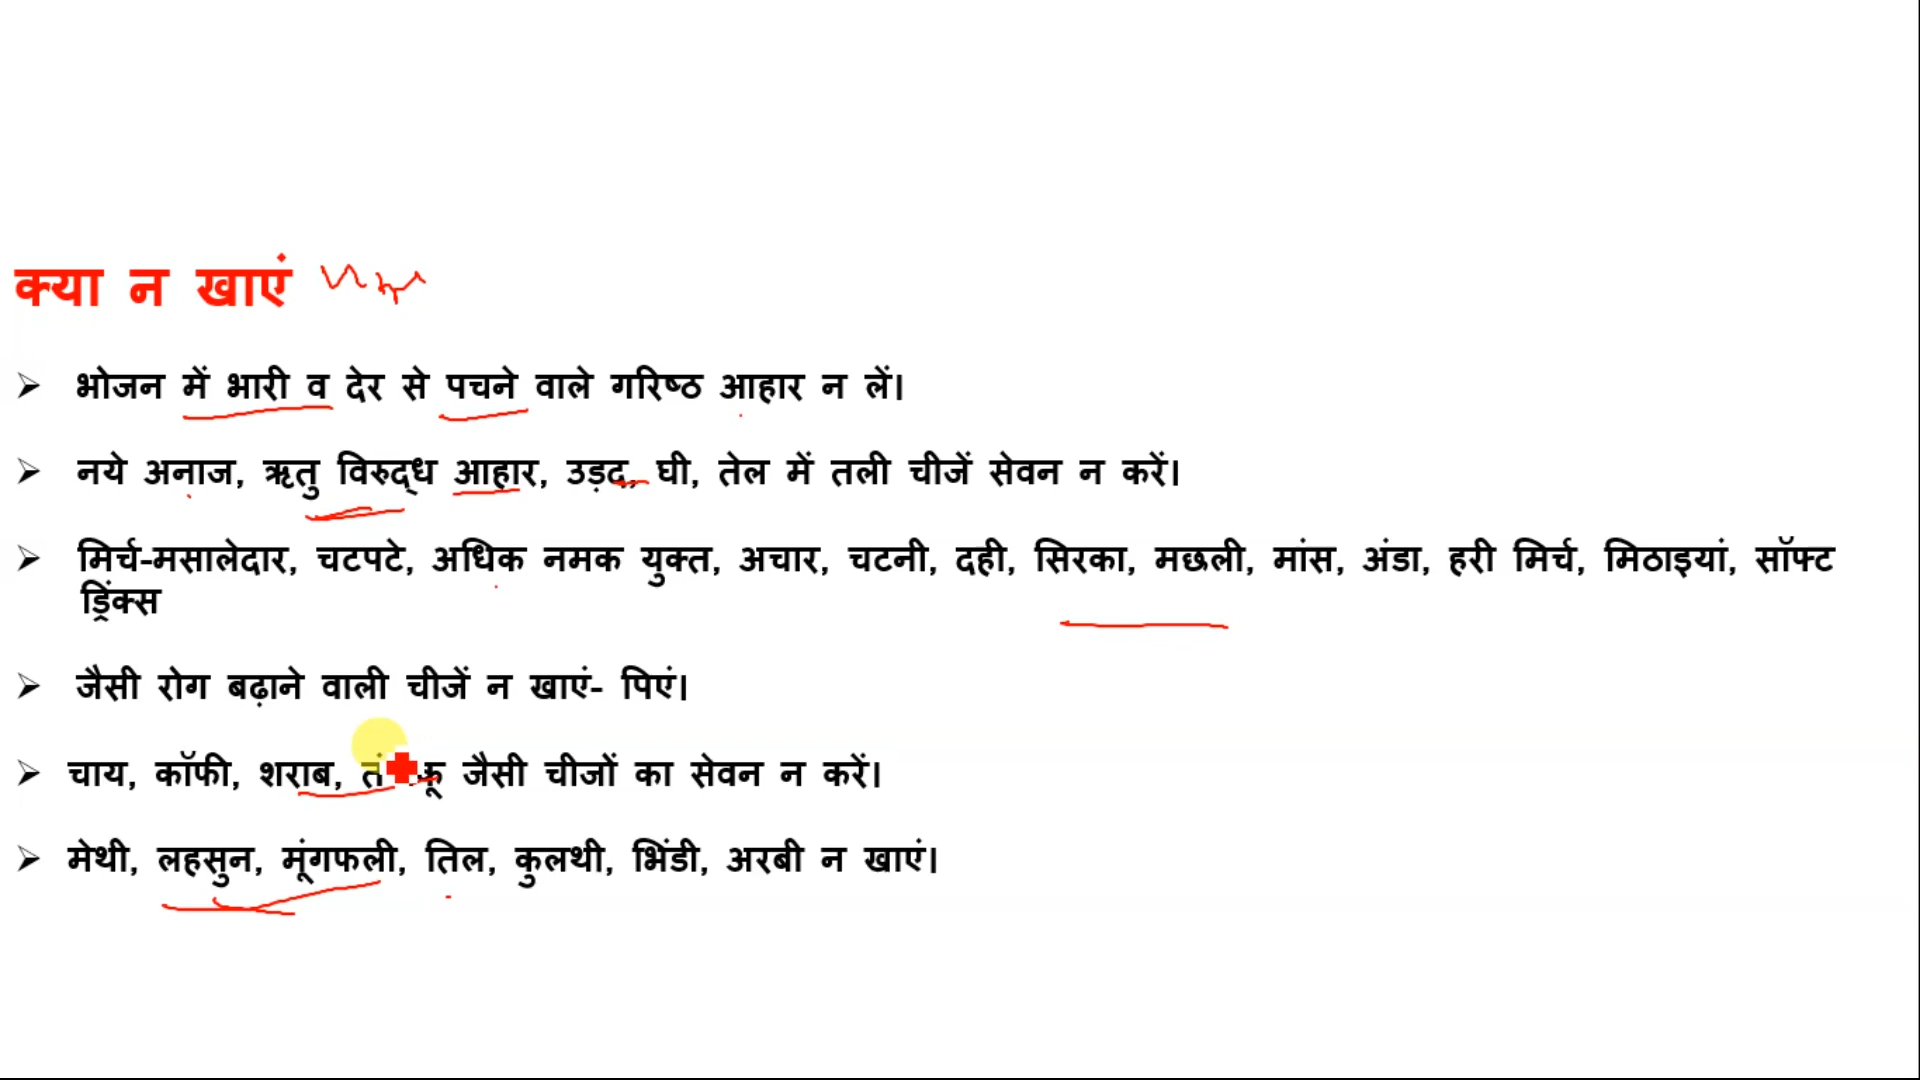 क्या न खाएं
➢ भोजन में भारी व देर से पचने वाले गरिष्ठ आहार न लें।
➢ नये अनाज, ऋतु विरुद्ध आहार, उड़द, घी, तेल में तली चीजें सेवन न करें।
➢ मिर्च-मसालेदार, चटपटे, अधिक नमक युक्त, अचार, चटनी, दही, सिरका, मछली, मांस, अंडा, हरी मिर्च, मिठाइयां, सॉफ्ट
ड्रिंक्स
➢ जैसी रोग बढ़ाने वाली चीजें न खाएं- पिएं।
➢ चाय, कॉफी, शराब, जैसी चीजों का सेवन न करें।
➢ मेथी, लहसुन, मूंगफली, तिल, कुलथी, भिंडी, अरबी न खाएं।